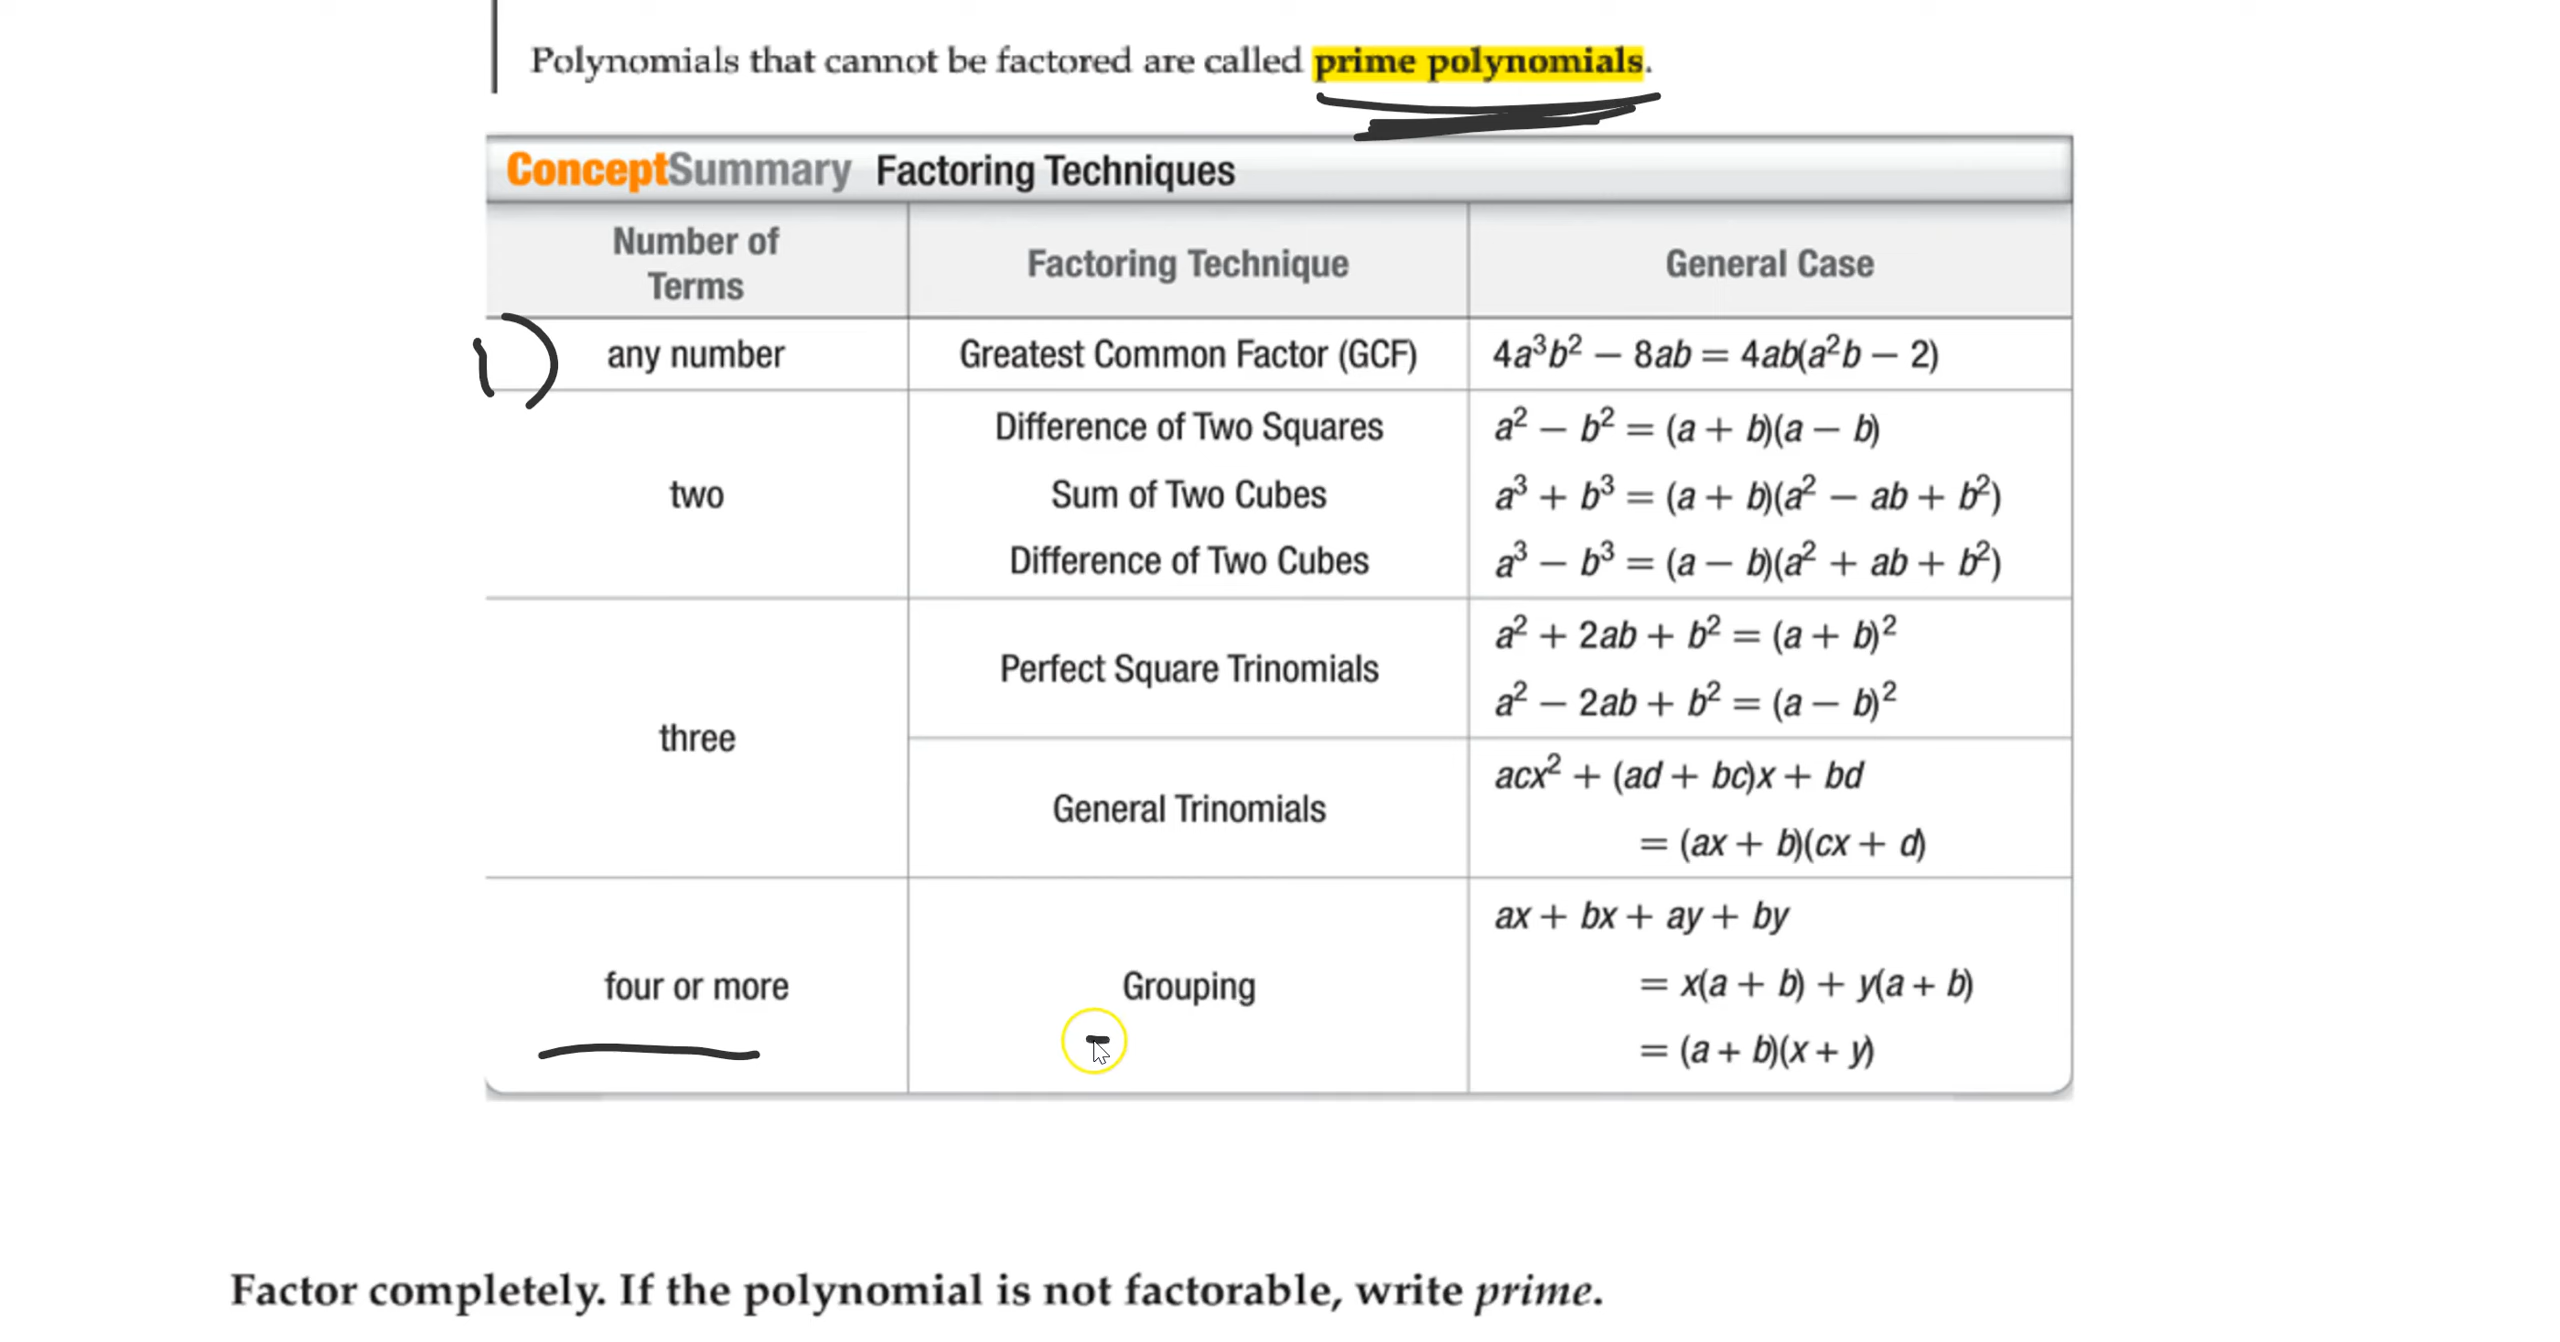 Polynomials that cannot be factored are called prime polynomials.
ConceptSummary Factoring Techniques
Number of Terms
Factoring Technique
General Case
1)
any number
Greatest Common Factor (GCF)
4a³b² − 8ab = 4ab(a²b − 2)
two
Difference of Two Squares
a² − b² = (a + b)(a − b)
Sum of Two Cubes
a³ + b³ = (a + b)(a² − ab + b²)
Difference of Two Cubes
a³ − b³ = (a − b)(a² + ab + b²)
three
Perfect Square Trinomials
a² + 2ab + b² = (a + b)²
a² − 2ab + b² = (a − b)²
General Trinomials
acx² + (ad + bc)x + bd
= (ax + b)(cx + d)
four or more
Grouping
ax + bx + ay + by
= x(a + b) + y(a + b)
= (a + b)(x + y)
Factor completely. If the polynomial is not factorable, write prime.